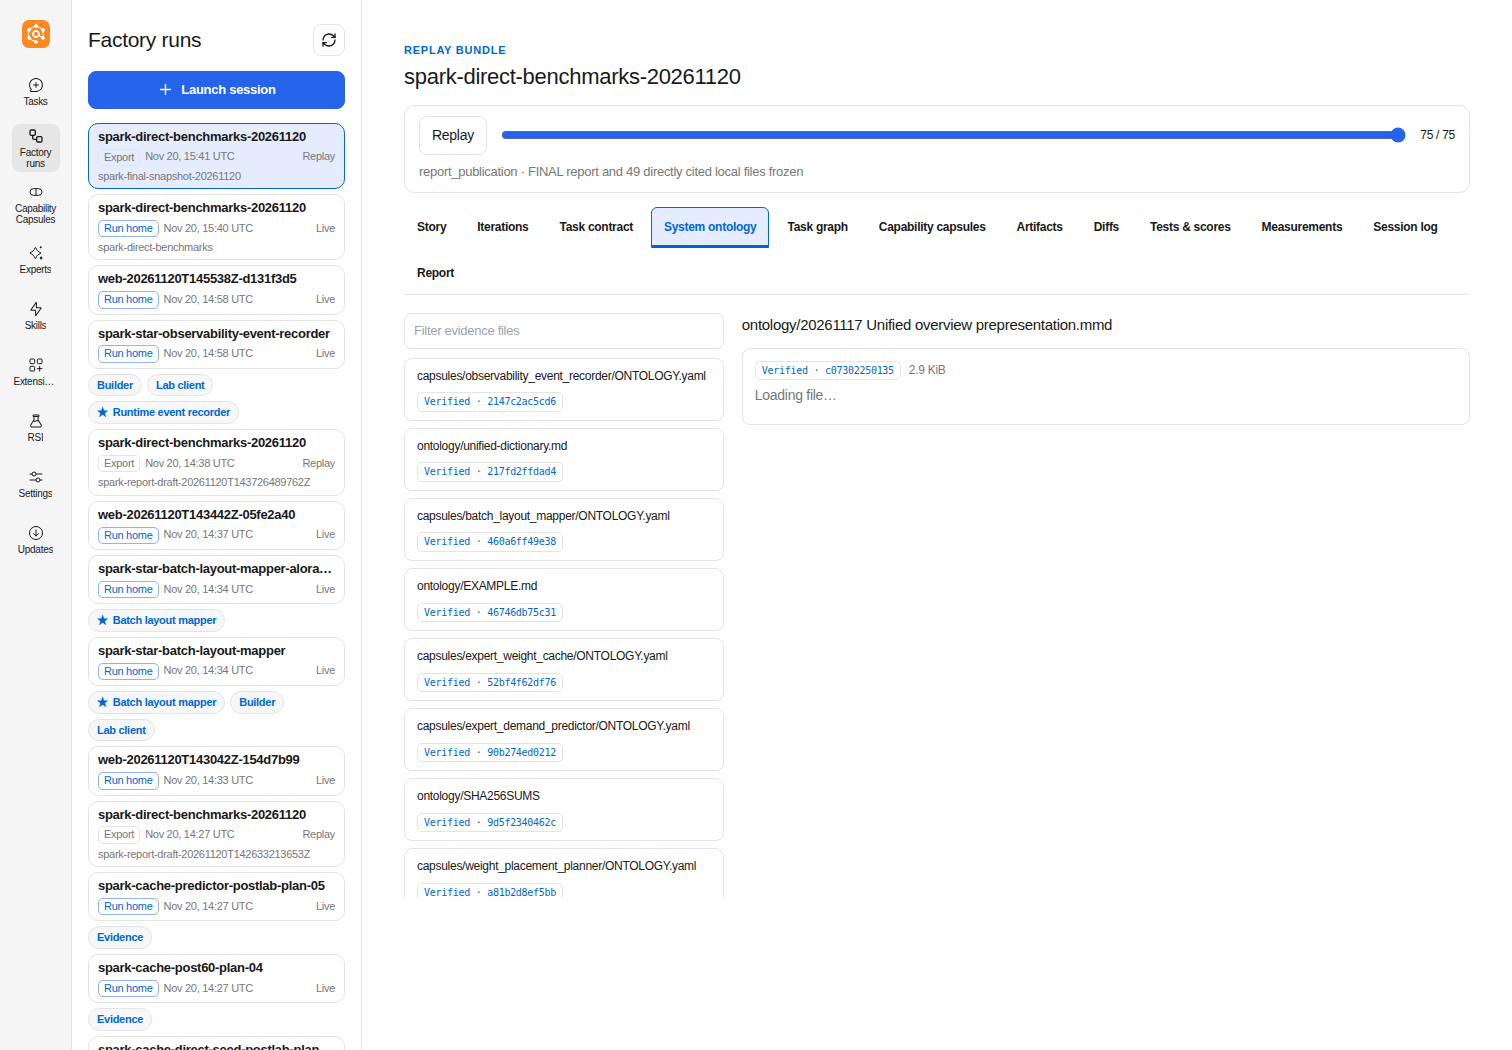 Tasks
Factory
runs
Capability
Capsules
Experts
Skills
Extensi…
RSI
Settings
Updates
Factory runs
Launch session
spark-direct-benchmarks-20261120
Export Nov 20, 15:41 UTC Replay
spark-final-snapshot-20261120
spark-direct-benchmarks-20261120
Run home Nov 20, 15:40 UTC Live
spark-direct-benchmarks
web-20261120T145538Z-d131f3d5
Run home Nov 20, 14:58 UTC Live
spark-star-observability-event-recorder
Run home Nov 20, 14:58 UTC Live
Builder Lab client
★ Runtime event recorder
spark-direct-benchmarks-20261120
Export Nov 20, 14:38 UTC Replay
spark-report-draft-20261120T143726489762Z
web-20261120T143442Z-05fe2a40
Run home Nov 20, 14:37 UTC Live
spark-star-batch-layout-mapper-alora…
Run home Nov 20, 14:34 UTC Live
★ Batch layout mapper
spark-star-batch-layout-mapper
Run home Nov 20, 14:34 UTC Live
★ Batch layout mapper Builder
Lab client
web-20261120T143042Z-154d7b99
Run home Nov 20, 14:33 UTC Live
spark-direct-benchmarks-20261120
Export Nov 20, 14:27 UTC Replay
spark-report-draft-20261120T142633213653Z
spark-cache-predictor-postlab-plan-05
Run home Nov 20, 14:27 UTC Live
Evidence
spark-cache-post60-plan-04
Run home Nov 20, 14:27 UTC Live
Evidence
spark-cache-direct-seed-postlab-plan
REPLAY BUNDLE
spark-direct-benchmarks-20261120
Replay 75 / 75
report_publication · FINAL report and 49 directly cited local files frozen
Story Iterations Task contract System ontology Task graph Capability capsules Artifacts Diffs Tests & scores Measurements Session log
Report
Filter evidence files
capsules/observability_event_recorder/ONTOLOGY.yaml
Verified · 2147c2ac5cd6
ontology/unified-dictionary.md
Verified · 217fd2ffdad4
capsules/batch_layout_mapper/ONTOLOGY.yaml
Verified · 460a6ff49e38
ontology/EXAMPLE.md
Verified · 46746db75c31
capsules/expert_weight_cache/ONTOLOGY.yaml
Verified · 52bf4f62df76
capsules/expert_demand_predictor/ONTOLOGY.yaml
Verified · 90b274ed0212
ontology/SHA256SUMS
Verified · 9d5f2340462c
capsules/weight_placement_planner/ONTOLOGY.yaml
Verified · a81b2d8ef5bb
ontology/20261117 Unified overview prepresentation.mmd
Verified · c07302250135 2.9 KiB
Loading file…